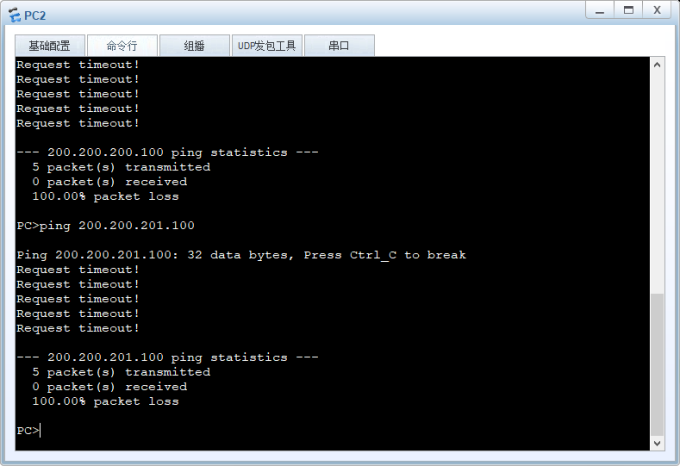 PC2
基础配置 命令行 组播 UDP发包工具 串口
Request timeout!
Request timeout!
Request timeout!
Request timeout!
Request timeout!
--- 200.200.200.100 ping statistics ---
5 packet(s) transmitted
0 packet(s) received
100.00% packet loss
PC>ping 200.200.201.100
Ping 200.200.201.100: 32 data bytes, Press Ctrl_C to break
Request timeout!
Request timeout!
Request timeout!
Request timeout!
Request timeout!
--- 200.200.201.100 ping statistics ---
5 packet(s) transmitted
0 packet(s) received
100.00% packet loss
PC>